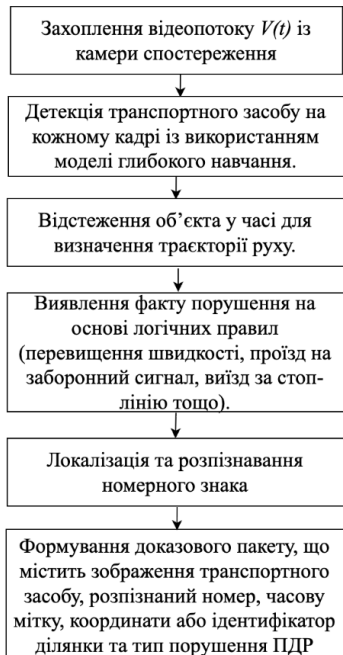 Захоплення відеопотоку V(t) із
камери спостереження
Детекція транспортного засобу на
кожному кадрі із використанням
моделі глибокого навчання.
Відстеження об’єкта у часі для
визначення траєкторії руху.
Виявлення факту порушення на
основі логічних правил
(перевищення швидкості, проїзд на
заборонний сигнал, виїзд за стоп-
лінію тощо).
Локалізація та розпізнавання
номерного знака
Формування доказового пакету, що
містить зображення транспортного
засобу, розпізнаний номер, часову
мітку, координати або ідентифікатор
ділянки та тип порушення ПДР